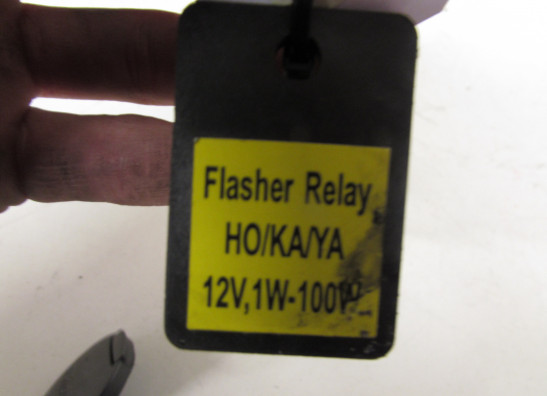 Flasher Relay
HO/KA/YA
12V,1W-100W